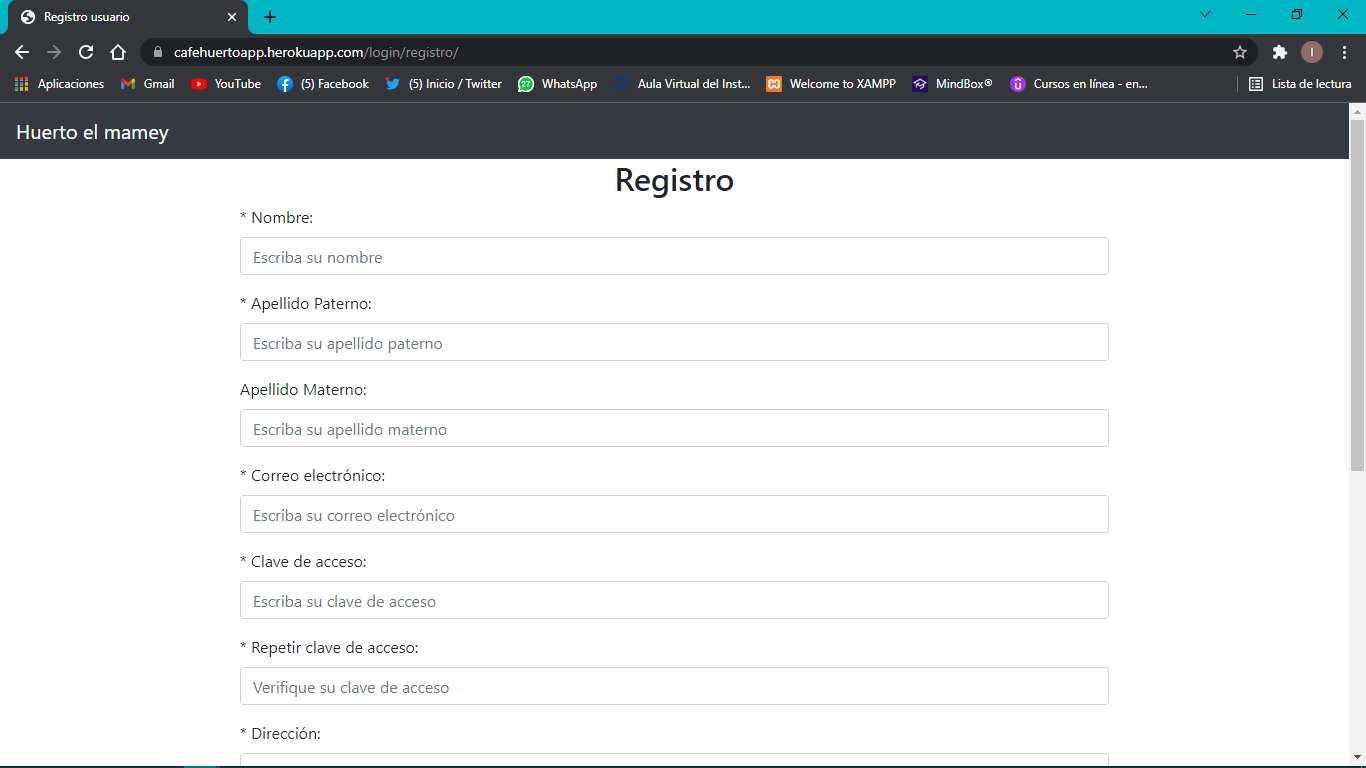 Registro usuario
cafehuertoapp.herokuapp.com/login/registro/
I
Aplicaciones Gmail YouTube (5) Facebook (5) Inicio / Twitter 27 WhatsApp Aula Virtual del Inst... Welcome to XAMPP MindBox® Cursos en línea - en... Lista de lectura
Huerto el mamey
Registro
* Nombre:
Escriba su nombre
* Apellido Paterno:
Escriba su apellido paterno
Apellido Materno:
Escriba su apellido materno
* Correo electrónico:
Escriba su correo electrónico
* Clave de acceso:
Escriba su clave de acceso
* Repetir clave de acceso:
Verifique su clave de acceso
* Dirección: